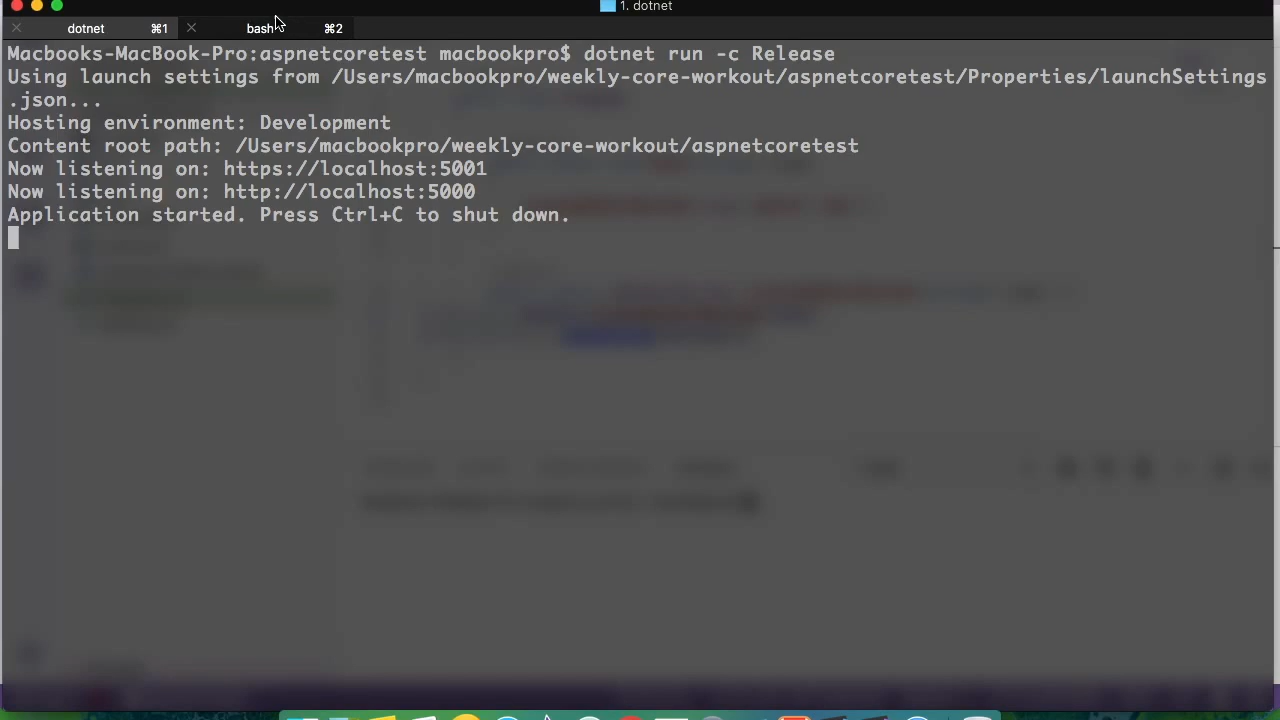 1. dotnet
dotnet ⌘1 bash ⌘2
Macbooks-MacBook-Pro:aspnetcoretest macbookpro$ dotnet run -c Release
Using launch settings from /Users/macbookpro/weekly-core-workout/aspnetcoretest/Properties/launchSettings
.json...
Hosting environment: Development
Content root path: /Users/macbookpro/weekly-core-workout/aspnetcoretest
Now listening on: https://localhost:5001
Now listening on: http://localhost:5000
Application started. Press Ctrl+C to shut down.